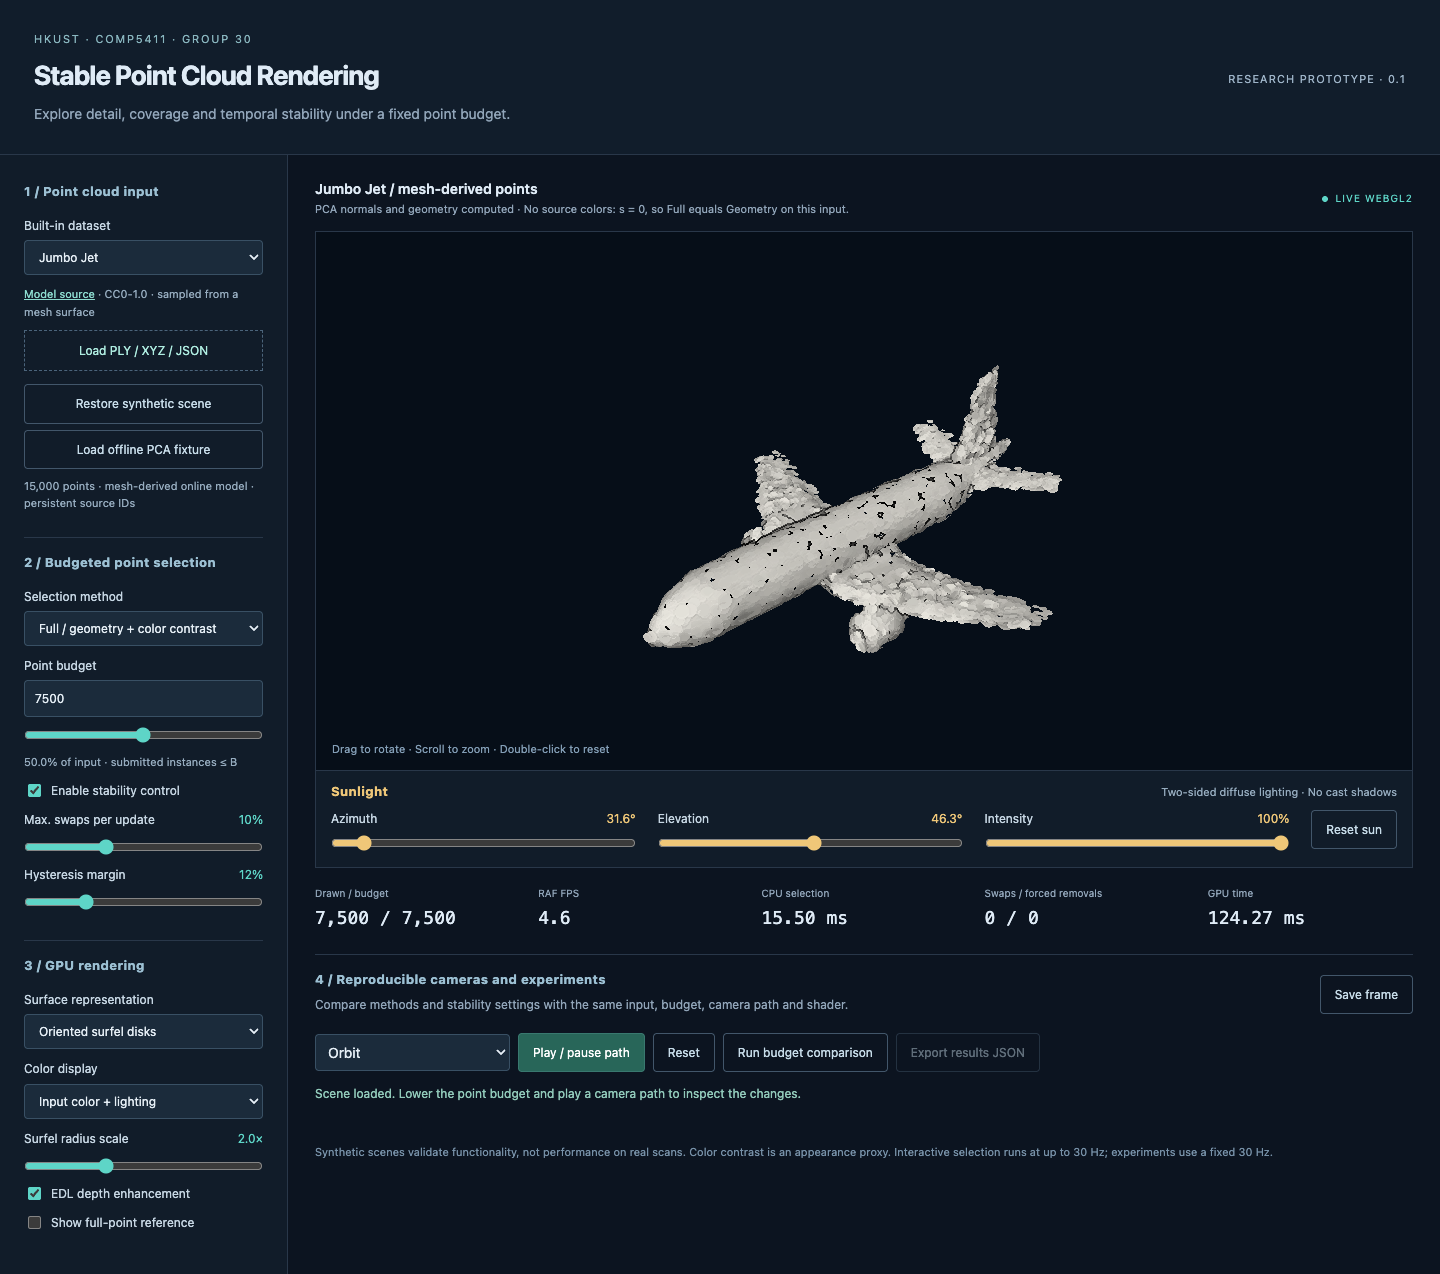 HKUST · COMP5411 · GROUP 30
Stable Point Cloud Rendering
Explore detail, coverage and temporal stability under a fixed point budget.
RESEARCH PROTOTYPE · 0.1
1 / Point cloud input
Built-in dataset
Jumbo Jet
Model source · CC0-1.0 · sampled from a
mesh surface
Load PLY / XYZ / JSON
Restore synthetic scene
Load offline PCA fixture
15,000 points · mesh-derived online model ·
persistent source IDs
2 / Budgeted point selection
Selection method
Full / geometry + color contrast
Point budget
7500
50.0% of input · submitted instances ≤ B
Enable stability control
Max. swaps per update 10%
Hysteresis margin 12%
3 / GPU rendering
Surface representation
Oriented surfel disks
Color display
Input color + lighting
Surfel radius scale 2.0×
EDL depth enhancement
Show full-point reference
Jumbo Jet / mesh-derived points
PCA normals and geometry computed · No source colors: s = 0, so Full equals Geometry on this input.
LIVE WEBGL2
Drag to rotate · Scroll to zoom · Double-click to reset
Sunlight
Two-sided diffuse lighting · No cast shadows
Azimuth 31.6°
Elevation 46.3°
Intensity 100%
Reset sun
Drawn / budget
7,500 / 7,500
RAF FPS
4.6
CPU selection
15.50 ms
Swaps / forced removals
0 / 0
GPU time
124.27 ms
4 / Reproducible cameras and experiments
Compare methods and stability settings with the same input, budget, camera path and shader.
Save frame
Orbit
Play / pause path
Reset
Run budget comparison
Export results JSON
Scene loaded. Lower the point budget and play a camera path to inspect the changes.
Synthetic scenes validate functionality, not performance on real scans. Color contrast is an appearance proxy. Interactive selection runs at up to 30 Hz; experiments use a fixed 30 Hz.